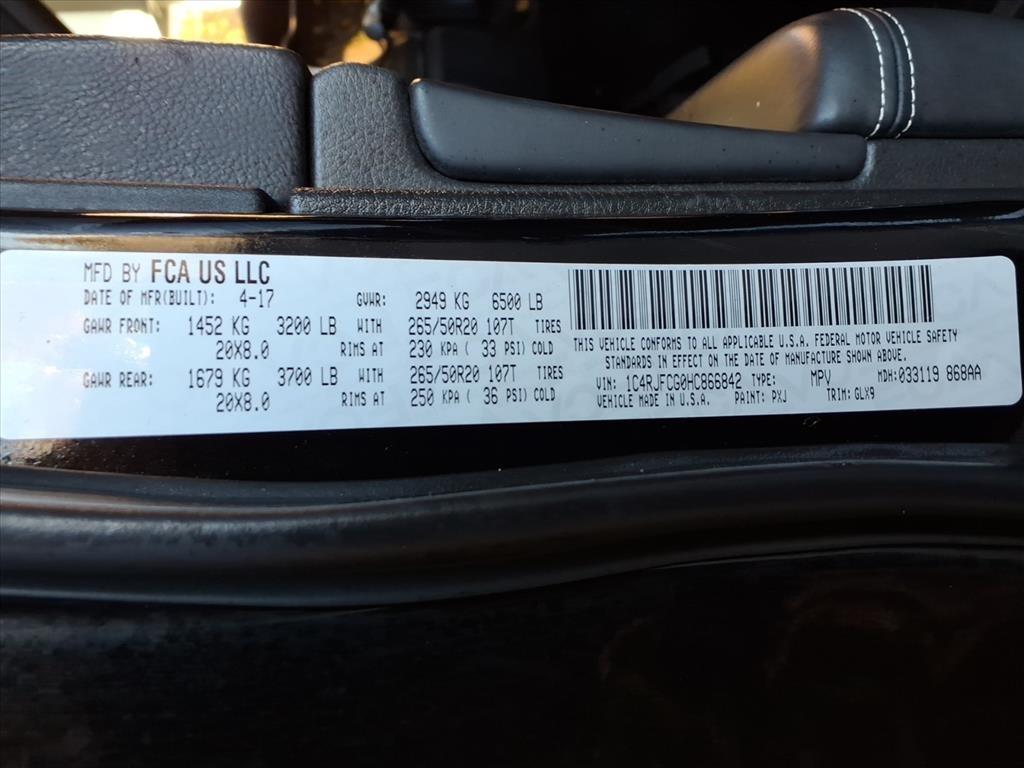 MFD BY FCA US LLC
DATE OF MFR(BUILT): 4-17 GVWR: 2949 KG 6500 LB
GAWR FRONT: 1452 KG 3200 LB WITH 265/50R20 107T TIRES
20X8.0 RIMS AT 230 KPA ( 33 PSI) COLD
GAWR REAR: 1679 KG 3700 LB WITH 265/50R20 107T TIRES
20X8.0 RIMS AT 250 KPA ( 36 PSI) COLD
THIS VEHICLE CONFORMS TO ALL APPLICABLE U.S.A. FEDERAL MOTOR VEHICLE SAFETY
STANDARDS IN EFFECT ON THE DATE OF MANUFACTURE SHOWN ABOVE.
VIN: 1C4RJFCG0HC866842 TYPE: MPV MDH:033119 868AA
VEHICLE MADE IN U.S.A. PAINT: PXJ TRIM: GLX9